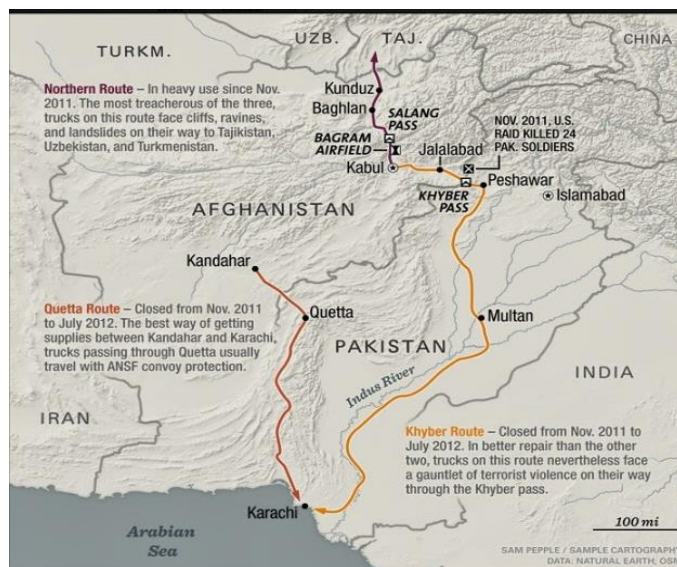 UZB.
TAJ.
CHINA
TURKM.
Northern Route – In heavy use since Nov.
2011. The most treacherous of the three,
trucks on this route face cliffs, ravines,
and landslides on their way to Tajikistan,
Uzbekistan, and Turkmenistan.
Kunduz
Baghlan
SALANG
PASS
BAGRAM
AIRFIELD
Kabul
Jalalabad
NOV. 2011, U.S.
RAID KILLED 24
PAK. SOLDIERS
KHYBER
PASS
Peshawar
Islamabad
AFGHANISTAN
Kandahar
Quetta Route – Closed from Nov. 2011
to July 2012. The best way of getting
supplies between Kandahar and Karachi,
trucks passing through Quetta usually
travel with ANSF convoy protection.
Quetta
Multan
PAKISTAN
INDIA
Indus River
IRAN
Khyber Route – Closed from Nov. 2011 to
July 2012. In better repair than the other
two, trucks on this route nevertheless face
a gauntlet of terrorist violence on their way
through the Khyber pass.
Karachi
Arabian
Sea
100 mi
SAM PEPPLE / SAMPLE CARTOGRAPHY
DATA: NATURAL EARTH, OSM